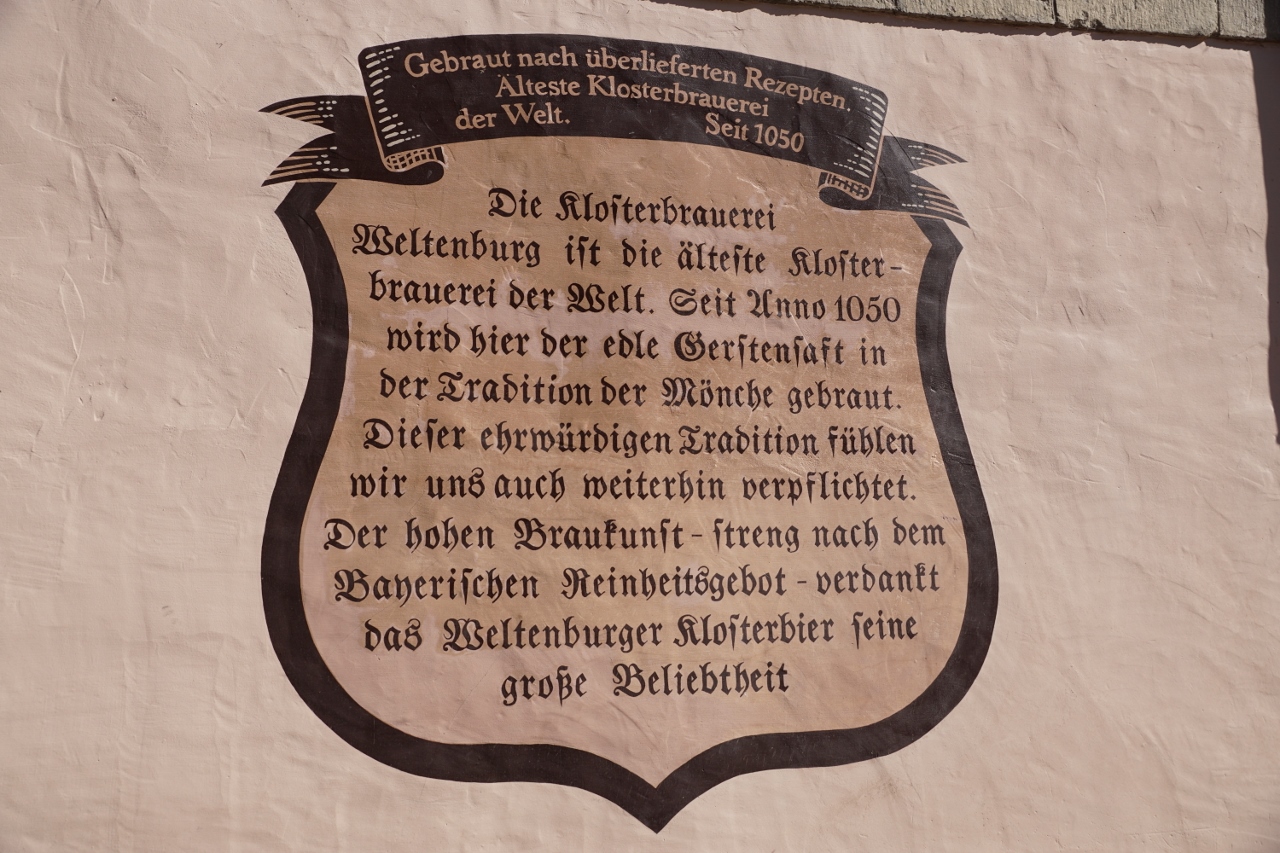 Gebraut nach überlieferten Rezepten.
Älteste Klosterbrauerei
der Welt. Seit 1050
Die Kloſterbrauerei
Weltenburg iſt die älteſte Kloſter-
brauerei der Welt. Seit Anno 1050
wird hier der edle Gerſtenſaft in
der Tradition der Mönche gebraut.
Dieſer ehrwürdigen Tradition fühlen
wir uns auch weiterhin verpflichtet.
Der hohen Braukunſt - ſtreng nach dem
Bayeriſchen Reinheitsgebot - verdankt
das Weltenburger Kloſterbier ſeine
große Beliebtheit